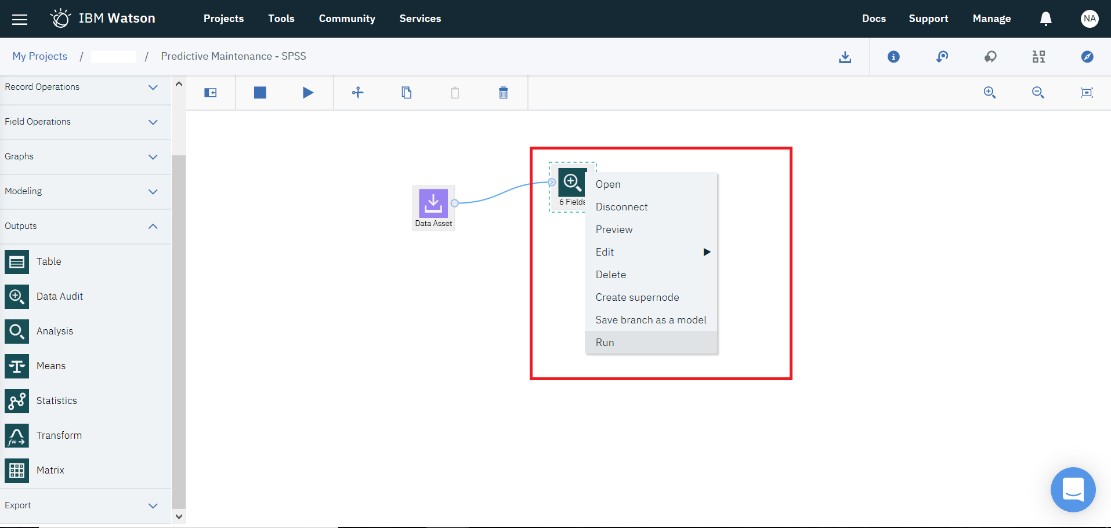 IBM Watson Projects Tools Community Services Docs Support Manage NA
My Projects / / Predictive Maintenance - SPSS
Record Operations
Field Operations
Graphs
Modeling
Outputs
Table
Data Audit
Analysis
Means
Statistics
Transform
Matrix
Export
Data Asset
6 Fields
Open
Disconnect
Preview
Edit
Delete
Create supernode
Save branch as a model
Run